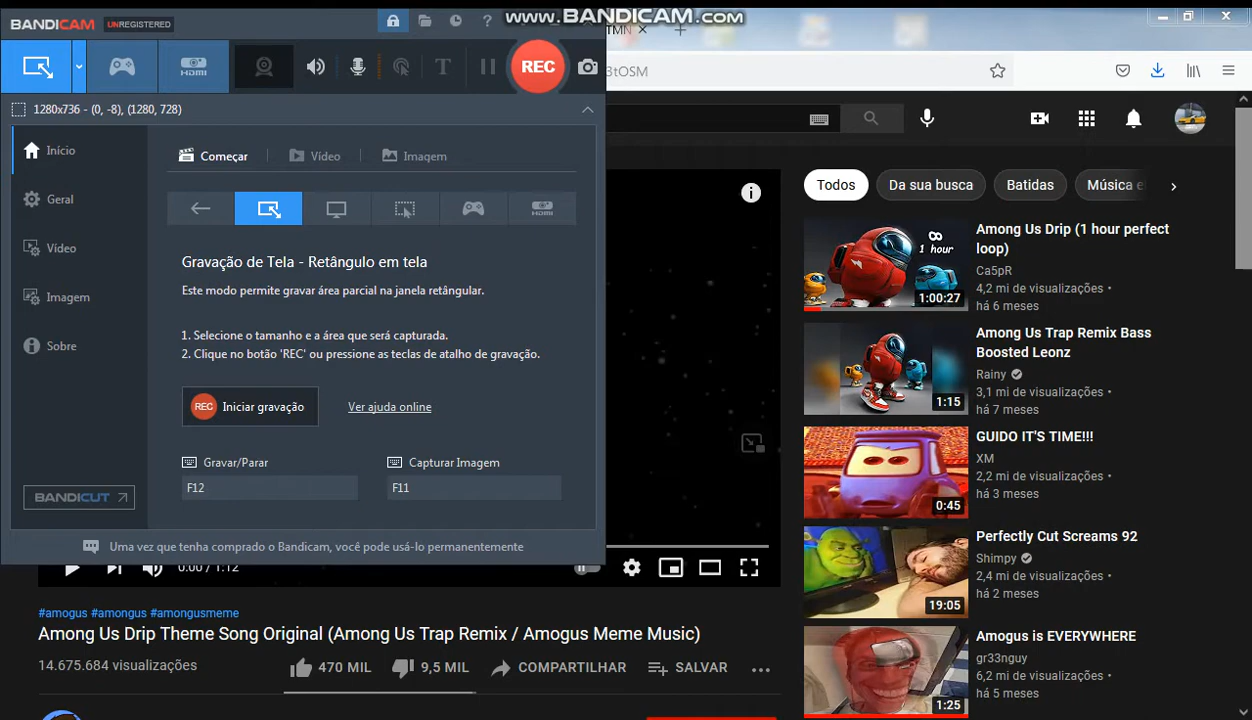 BANDICAM UNREGISTERED
www.BANDICAM.com
HDMI
T
REC
1280x736 - (0, -8), (1280, 728)
Início
Geral
Vídeo
Imagem
Sobre
BANDICUT
Começar
Vídeo
Imagem
HDMI
Gravação de Tela - Retângulo em tela
Este modo permite gravar área parcial na janela retângular.
1. Selecione o tamanho e a área que será capturada.
2. Clique no botão 'REC' ou pressione as teclas de atalho de gravação.
REC Iniciar gravação
Ver ajuda online
Gravar/Parar
F12
Capturar Imagem
F11
Uma vez que tenha comprado o Bandicam, você pode usá-lo permanentemente
TMN
3tOSM
0:00 / 1:12
#amogus #amongus #amongusmeme
Among Us Drip Theme Song Original (Among Us Trap Remix / Amogus Meme Music)
14.675.684 visualizações
470 MIL
9,5 MIL
COMPARTILHAR
SALVAR
Todos
Da sua busca
Batidas
Música e
1 hour
1:00:27
Among Us Drip (1 hour perfect
loop)
Ca5pR
4,2 mi de visualizações •
há 6 meses
1:15
Among Us Trap Remix Bass
Boosted Leonz
Rainy
3,1 mi de visualizações •
há 7 meses
0:45
GUIDO IT'S TIME!!!
XM
2,2 mi de visualizações •
há 3 meses
19:05
Perfectly Cut Screams 92
Shimpy
2,4 mi de visualizações •
há 2 meses
1:25
Amogus is EVERYWHERE
gr33nguy
6,2 mi de visualizações •
há 5 meses